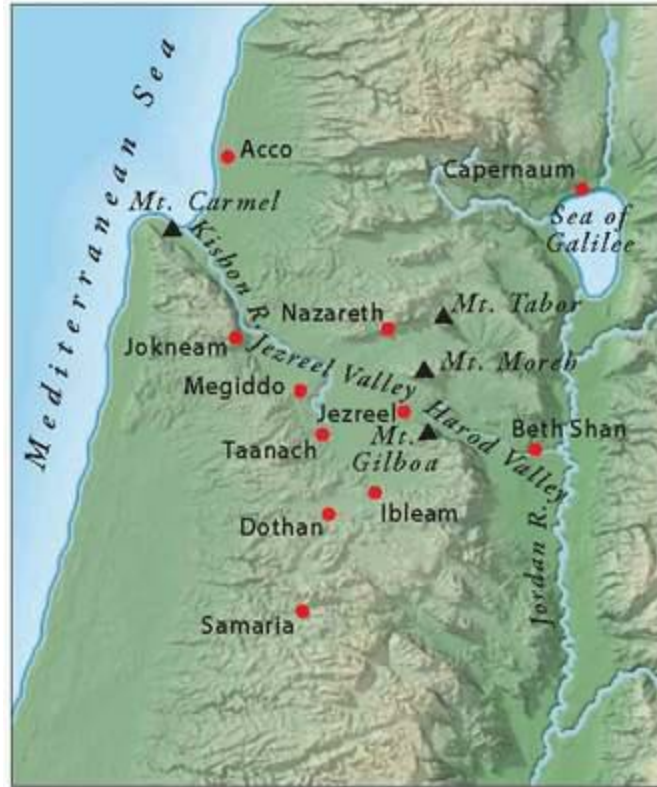 Mediterranean Sea
Acco
Capernaum
Mt. Carmel
Sea of
Galilee
Kishon R.
Mt. Tabor
Nazareth
Jokneam
Jezreel Valley
Mt. Moreh
Megiddo
Jezreel
Harod Valley
Beth Shan
Taanach
Mt.
Gilboa
Ibleam
Dothan
Jordan R.
Samaria